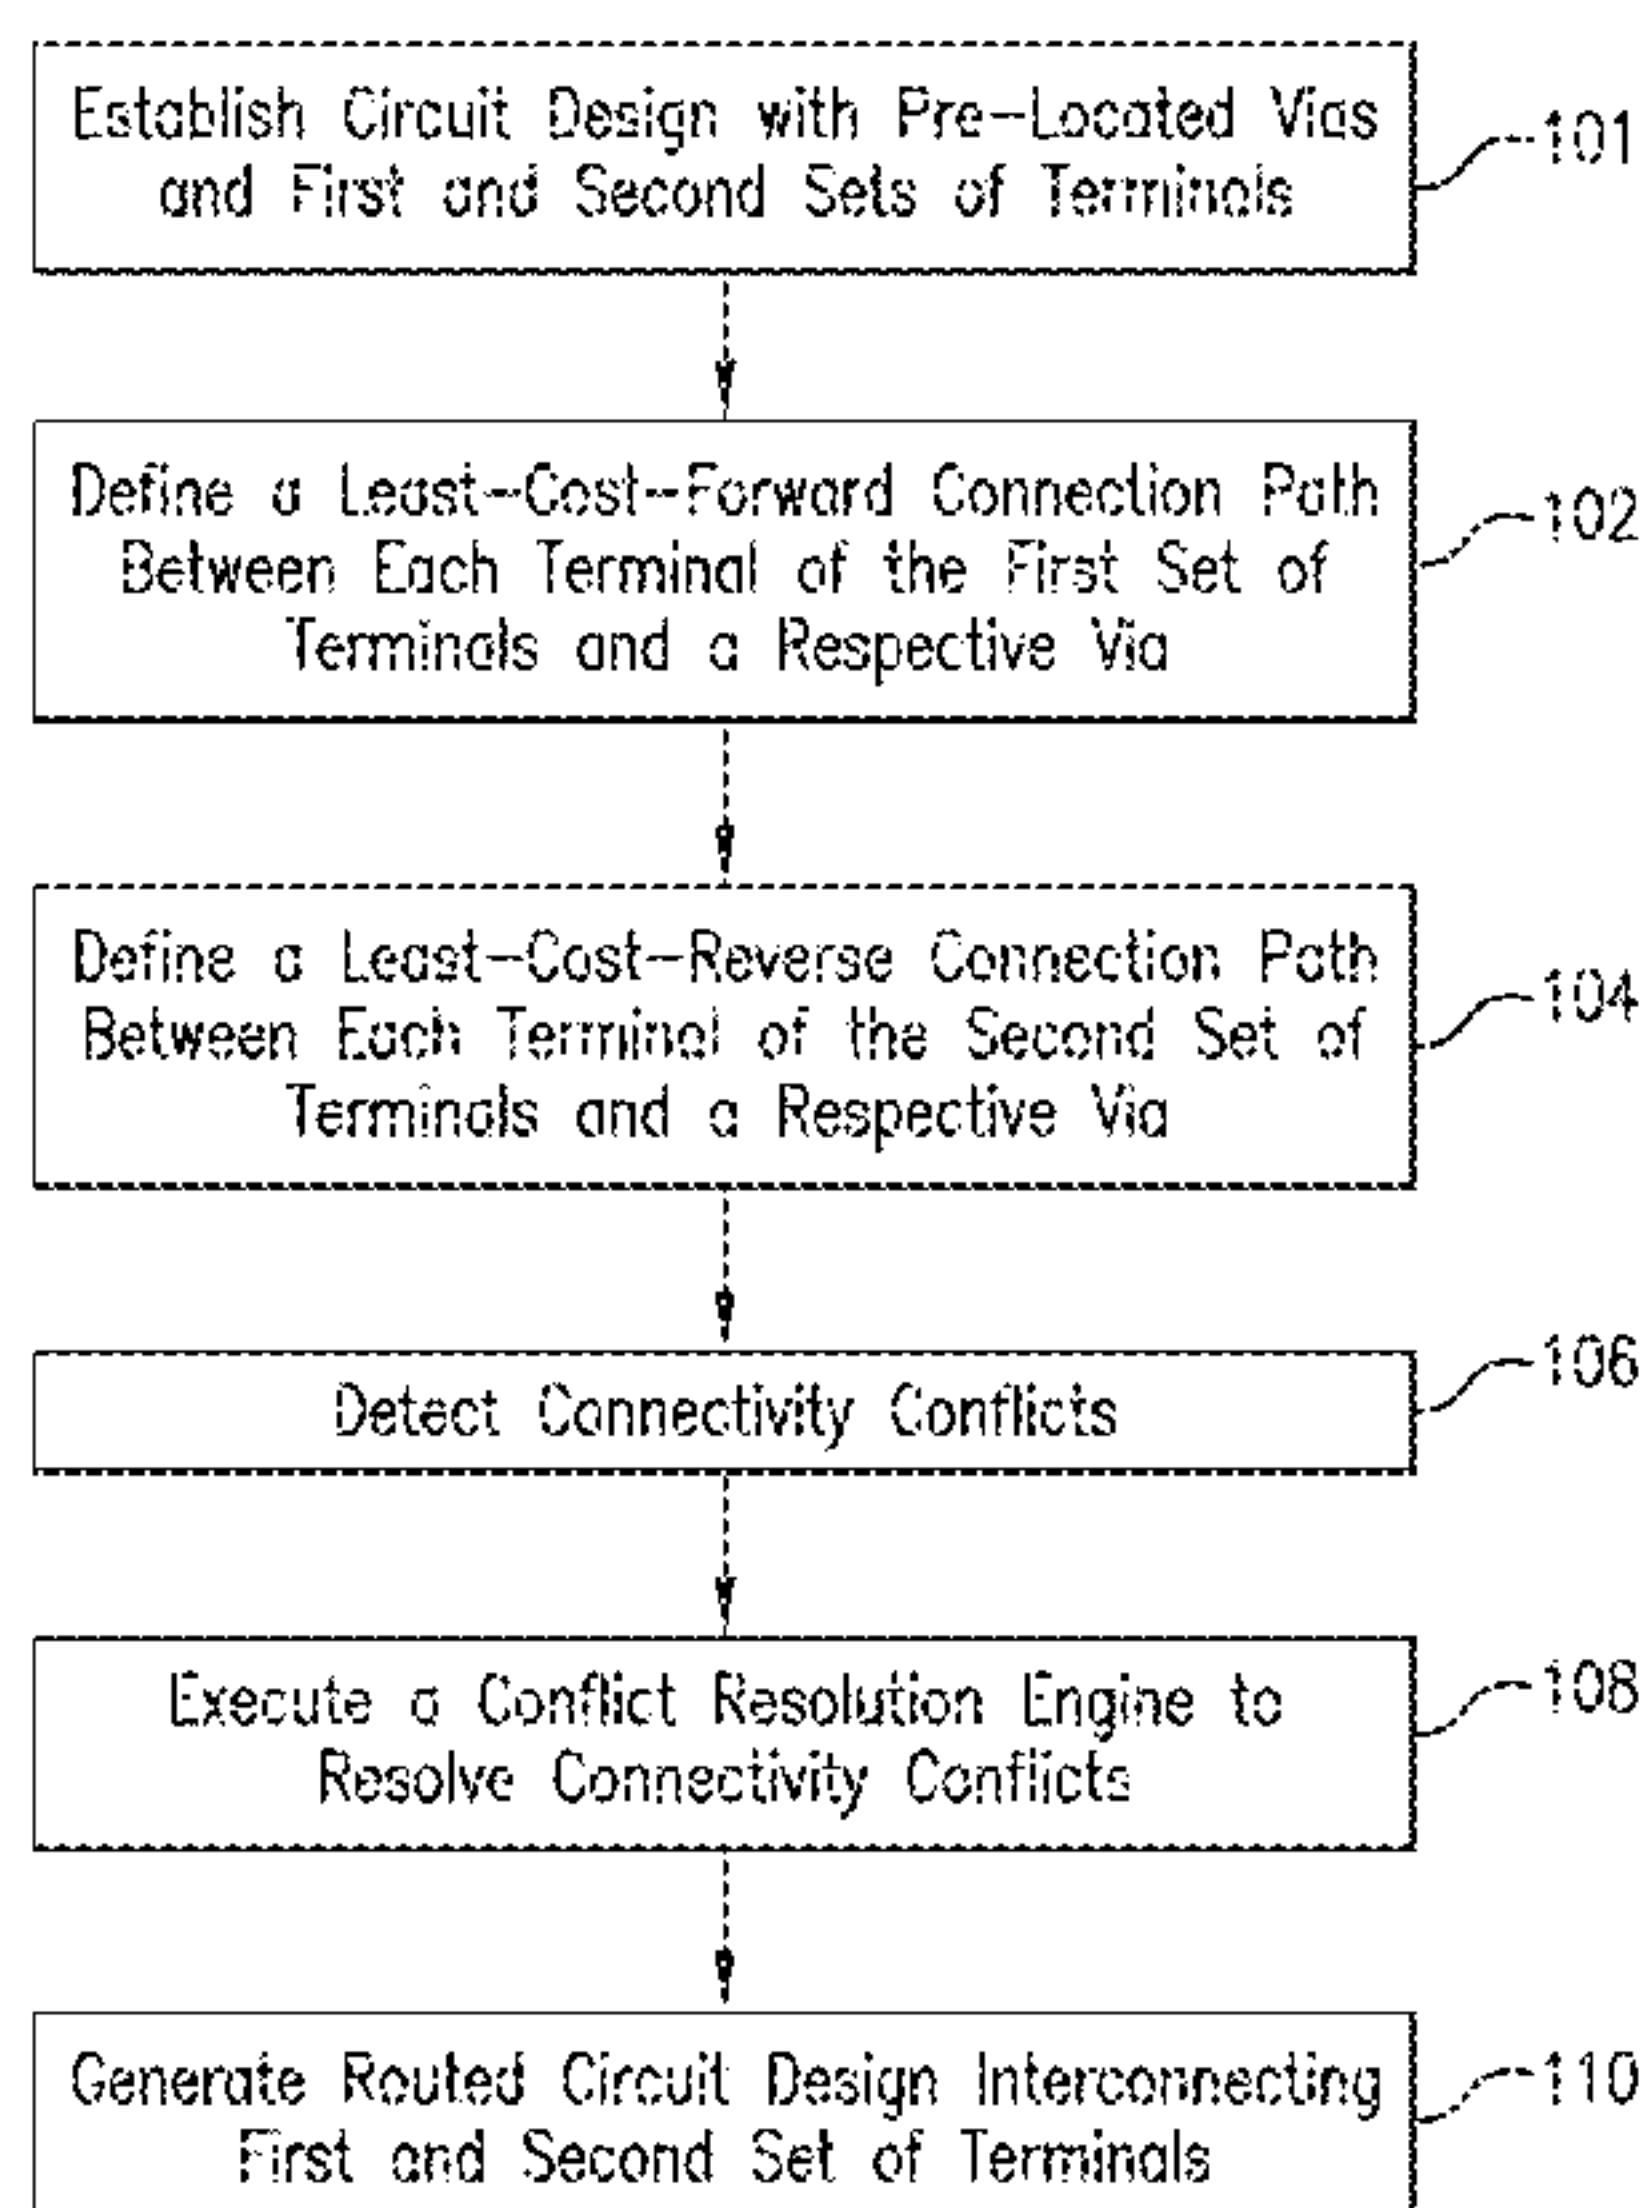 Establish Circuit Design with Pre-Located Vias
and First and Second Sets of Terminals
101
Define a Least-Cost-Forward Connection Path
Between Each Terminal of the First Set of
Terminals and a Respective Via
102
Define a Least-Cost-Reverse Connection Path
Between Each Terminal of the Second Set of
Terminals and a Respective Via
104
Detect Connectivity Conflicts
106
Execute a Conflict Resolution Engine to
Resolve Connectivity Conflicts
108
Generate Routed Circuit Design Interconnecting
First and Second Set of Terminals
110